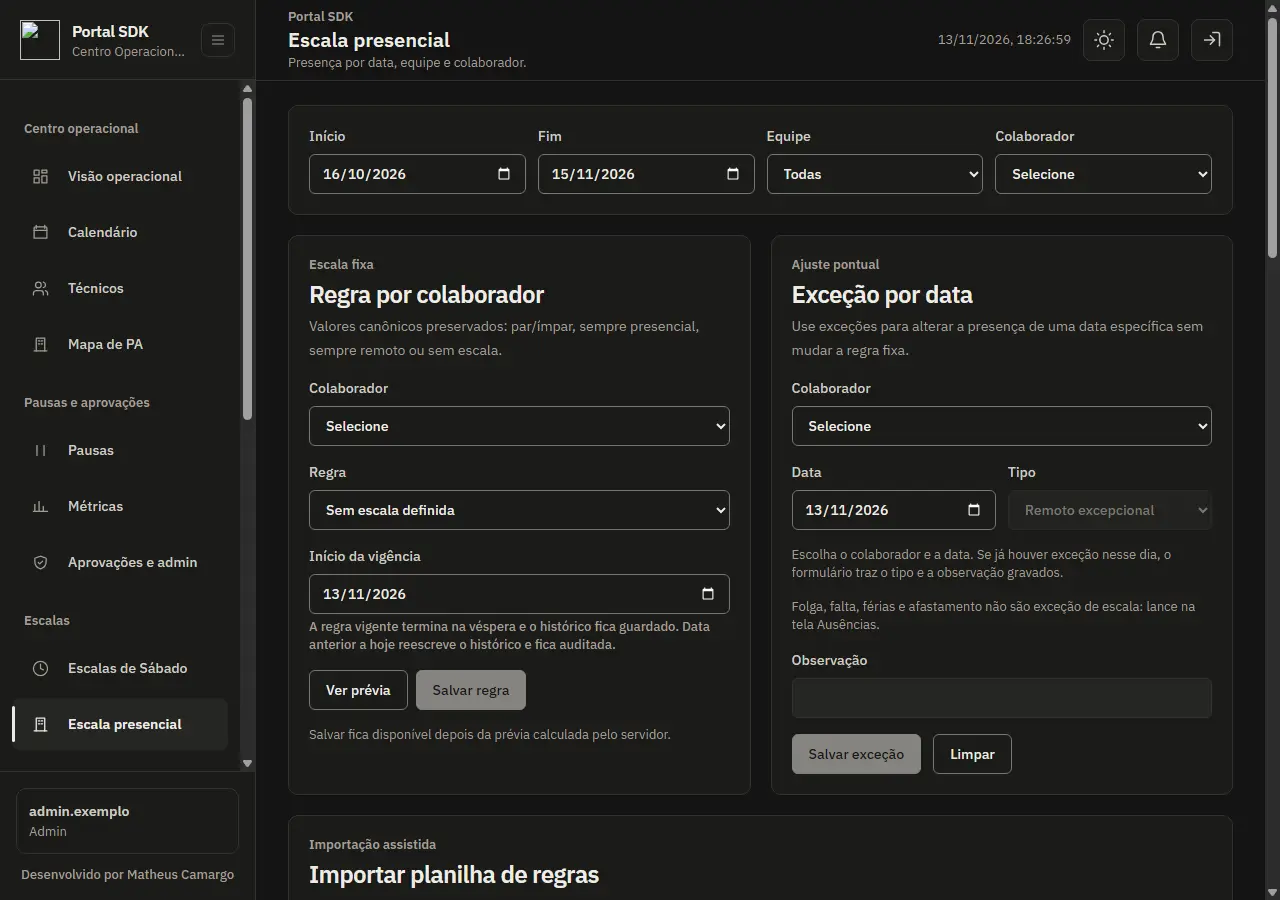 Portal SDK
Centro Operacion...
Centro operacional
Visão operacional
Calendário
Técnicos
Mapa de PA
Pausas e aprovações
Pausas
Métricas
Aprovações e admin
Escalas
Escalas de Sábado
Escala presencial
admin.exemplo
Admin
Desenvolvido por Matheus Camargo
Portal SDK
Escala presencial
Presença por data, equipe e colaborador.
13/11/2026, 18:26:59
Início
Fim
Equipe
Colaborador
16/10/2026
15/11/2026
Todas
Selecione
Escala fixa
Regra por colaborador
Valores canônicos preservados: par/ímpar, sempre presencial,
sempre remoto ou sem escala.
Colaborador
Selecione
Regra
Sem escala definida
Início da vigência
13/11/2026
A regra vigente termina na véspera e o histórico fica guardado. Data
anterior a hoje reescreve o histórico e fica auditada.
Ver prévia
Salvar regra
Salvar fica disponível depois da prévia calculada pelo servidor.
Ajuste pontual
Exceção por data
Use exceções para alterar a presença de uma data específica sem
mudar a regra fixa.
Colaborador
Selecione
Data
Tipo
13/11/2026
Remoto excepcional
Escolha o colaborador e a data. Se já houver exceção nesse dia, o
formulário traz o tipo e a observação gravados.
Folga, falta, férias e afastamento não são exceção de escala: lance na
tela Ausências.
Observação
Salvar exceção
Limpar
Importação assistida
Importar planilha de regras